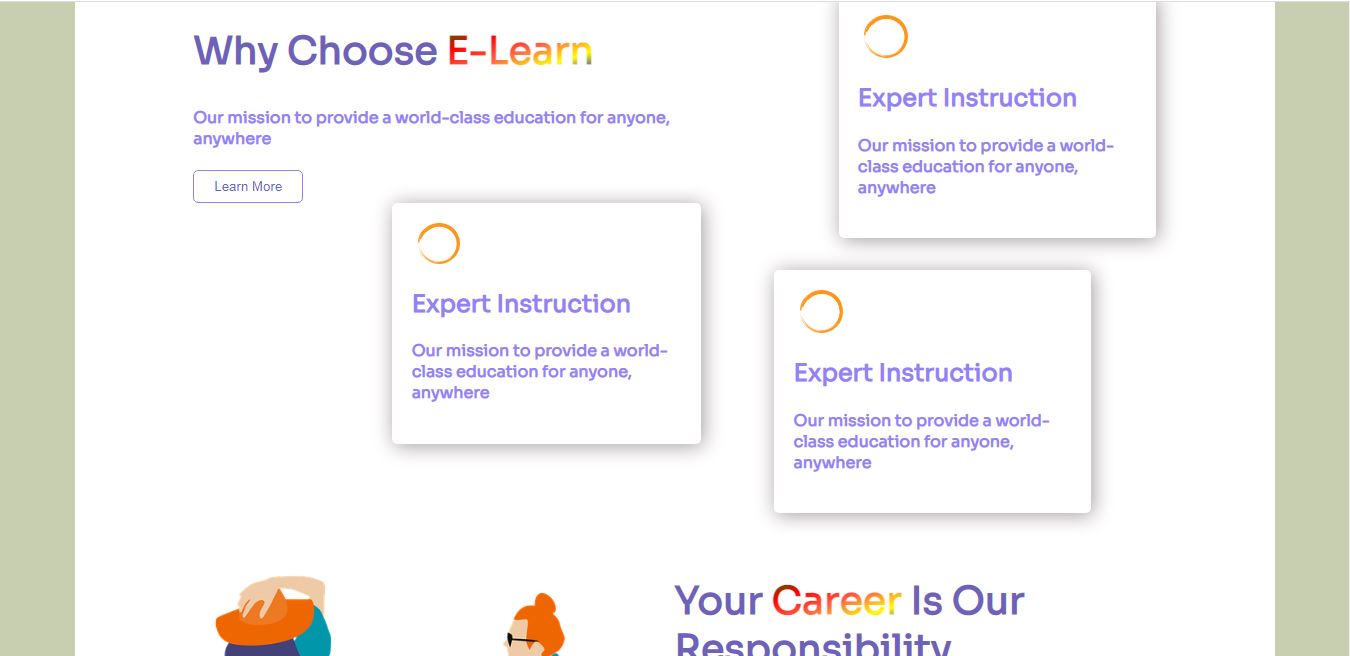 Why Choose E-Learn
Our mission to provide a world-class education for anyone,
anywhere
Learn More
Expert Instruction
Our mission to provide a world-
class education for anyone,
anywhere
Expert Instruction
Our mission to provide a world-
class education for anyone,
anywhere
Expert Instruction
Our mission to provide a world-
class education for anyone,
anywhere
Your Career Is Our
Responsibility